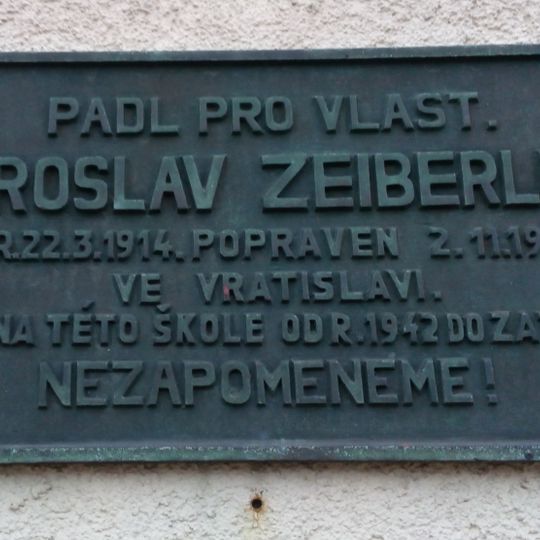 PADL PRO VLAST.
ROSLAV ZEIBERL
R. 22.3.1914. POPRAVEN 2.11.19
VE VRATISLAVI.
NA TÉTO ŠKOLE OD R. 1942 DO ZA
NEZAPOMENEME!